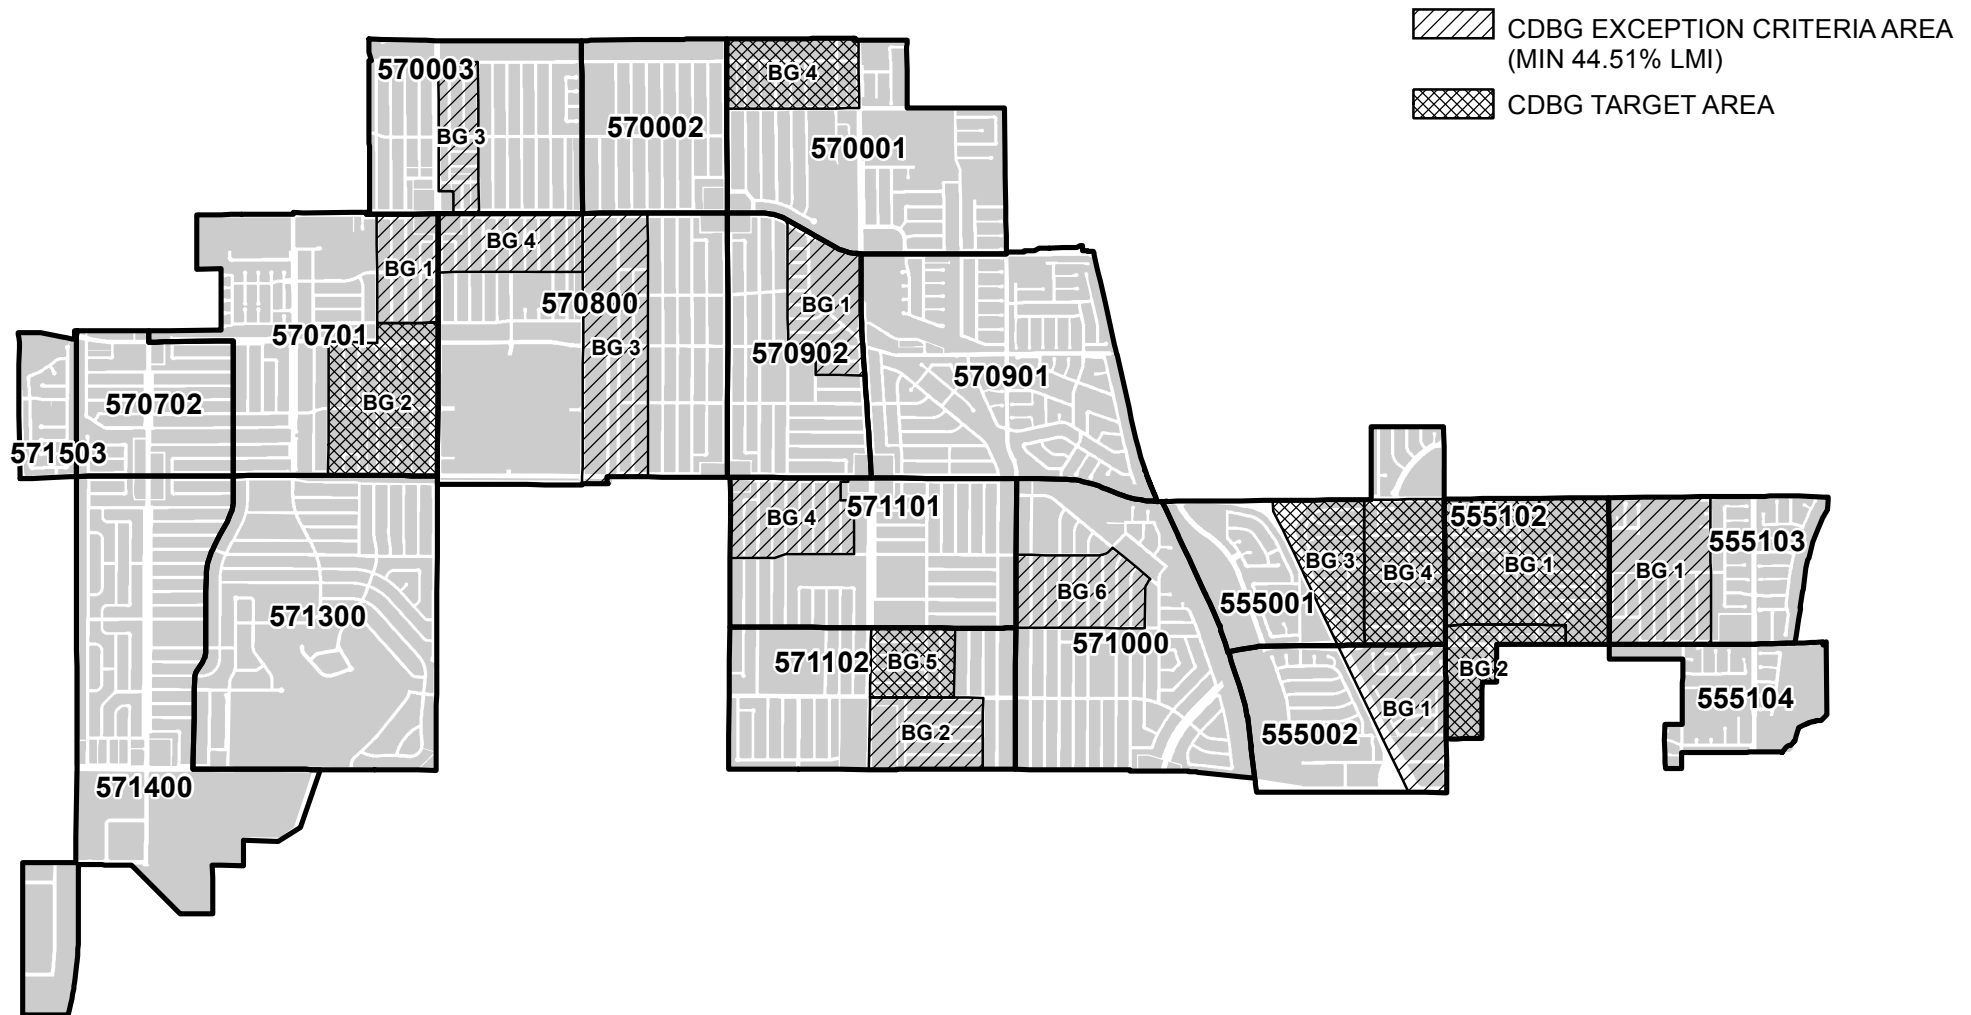 CDBG EXCEPTION CRITERIA AREA
(MIN 44.51% LMI)
CDBG TARGET AREA
570003
BG 3
570002
BG 4
570001
BG 1
BG 4
570800
BG 3
BG 1
570902
570901
570701
BG 2
570702
571503
BG 4
571101
BG 6
571000
571300
571102
BG 5
BG 2
571400
555001
BG 3
BG 4
555102
BG 1
BG 2
BG 1
555103
555002
BG 1
555104